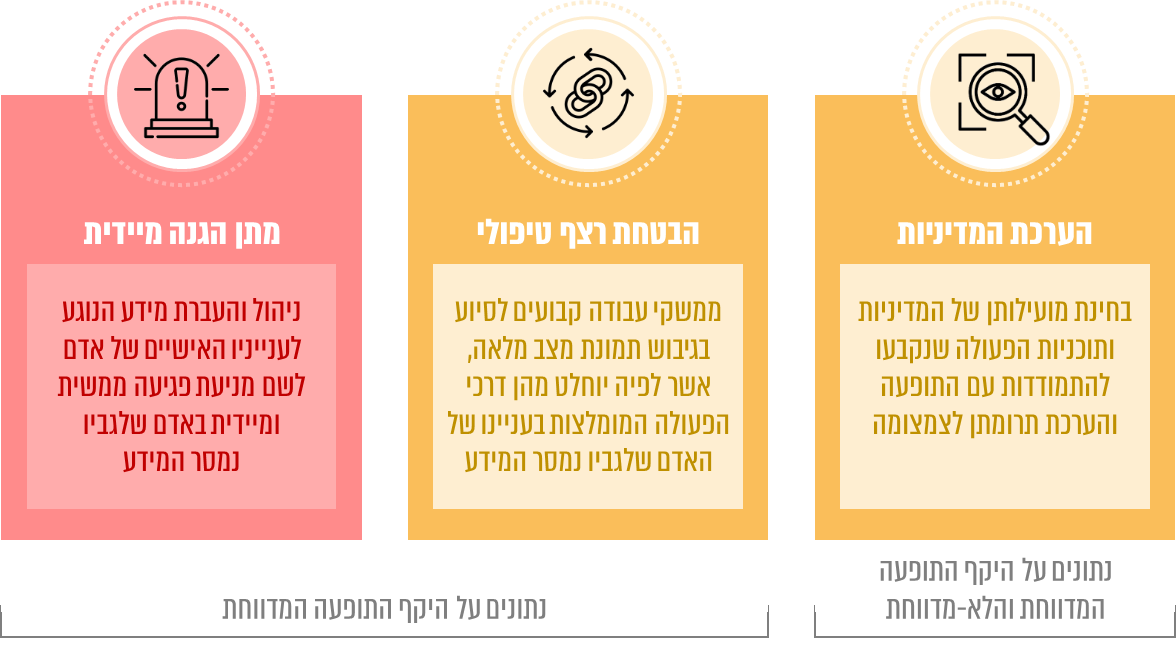 הערכת המדיניות
בחינת מועילותן של המדיניות
ותוכניות הפעולה שנקבעו
להתמודדות עם התופעה
והערכת תרומתן לצמצומה
נתונים על היקף התופעה
המדווחת והלא-מדווחת
הבטחת רצף טיפולי
ממשקי עבודה קבועים לסיוע
בגיבוש תמונת מצב מלאה,
אשר לפיה יוחלט מהן דרכי
הפעולה המומלצות בעניינו של
האדם שלגביו נמסר המידע
מתן הגנה מיידית
ניהול והעברת מידע הנוגע
לענייניו האישיים של אדם
לשם מניעת פגיעה ממשית
ומיידית באדם שלגביו
נמסר המידע
נתונים על היקף התופעה המדווחת